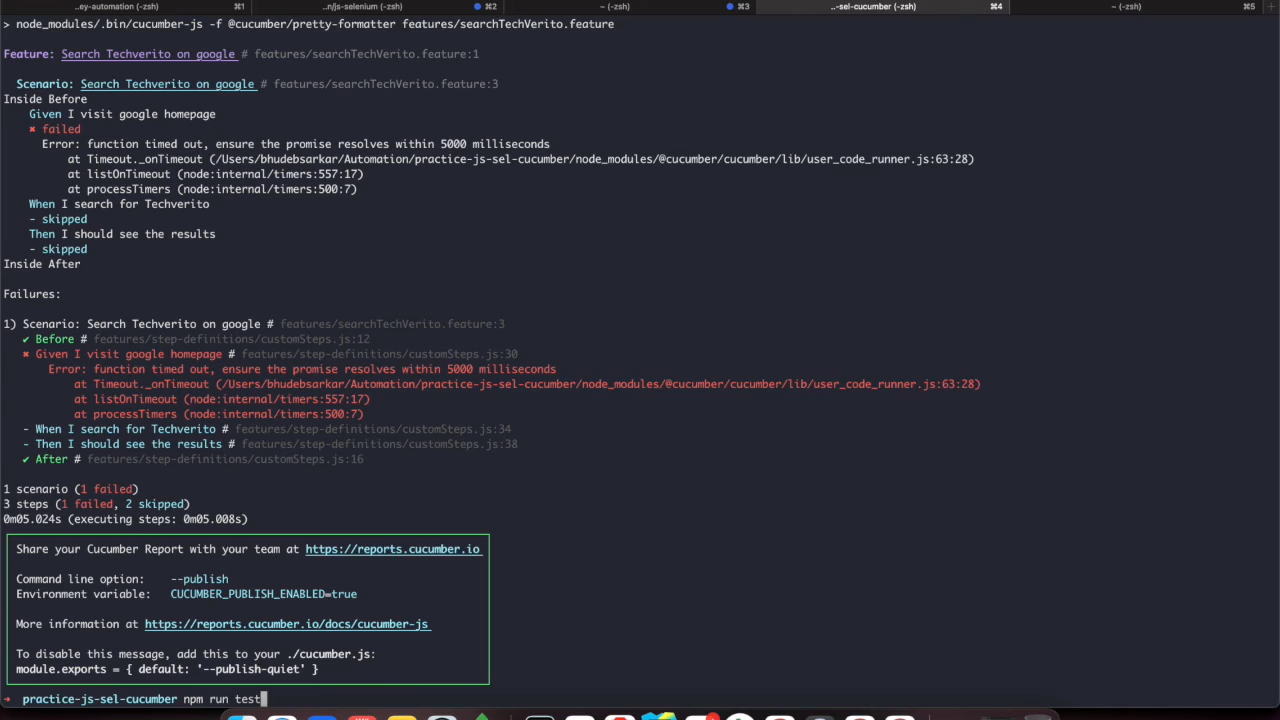 ..ey-automation (-zsh) ⌘1 ..n/js-selenium (-zsh) ⌘2 ~ (-zsh) ⌘3 ..-sel-cucumber (-zsh) ⌘4 ~ (-zsh) ⌘5
> node_modules/.bin/cucumber-js -f @cucumber/pretty-formatter features/searchTechVerito.feature
Feature: Search Techverito on google # features/searchTechVerito.feature:1
Scenario: Search Techverito on google # features/searchTechVerito.feature:3
Inside Before
Given I visit google homepage
✖ failed
Error: function timed out, ensure the promise resolves within 5000 milliseconds
at Timeout._onTimeout (/Users/bhudebsarkar/Automation/practice-js-sel-cucumber/node_modules/@cucumber/cucumber/lib/user_code_runner.js:63:28)
at listOnTimeout (node:internal/timers:557:17)
at processTimers (node:internal/timers:500:7)
When I search for Techverito
- skipped
Then I should see the results
- skipped
Inside After
Failures:
1) Scenario: Search Techverito on google # features/searchTechVerito.feature:3
✔ Before # features/step-definitions/customSteps.js:12
✖ Given I visit google homepage # features/step-definitions/customSteps.js:30
Error: function timed out, ensure the promise resolves within 5000 milliseconds
at Timeout._onTimeout (/Users/bhudebsarkar/Automation/practice-js-sel-cucumber/node_modules/@cucumber/cucumber/lib/user_code_runner.js:63:28)
at listOnTimeout (node:internal/timers:557:17)
at processTimers (node:internal/timers:500:7)
- When I search for Techverito # features/step-definitions/customSteps.js:34
- Then I should see the results # features/step-definitions/customSteps.js:38
✔ After # features/step-definitions/customSteps.js:16
1 scenario (1 failed)
3 steps (1 failed, 2 skipped)
0m05.024s (executing steps: 0m05.008s)
Share your Cucumber Report with your team at https://reports.cucumber.io
Command line option: --publish
Environment variable: CUCUMBER_PUBLISH_ENABLED=true
More information at https://reports.cucumber.io/docs/cucumber-js
To disable this message, add this to your ./cucumber.js:
module.exports = { default: '--publish-quiet' }
➜ practice-js-sel-cucumber npm run test